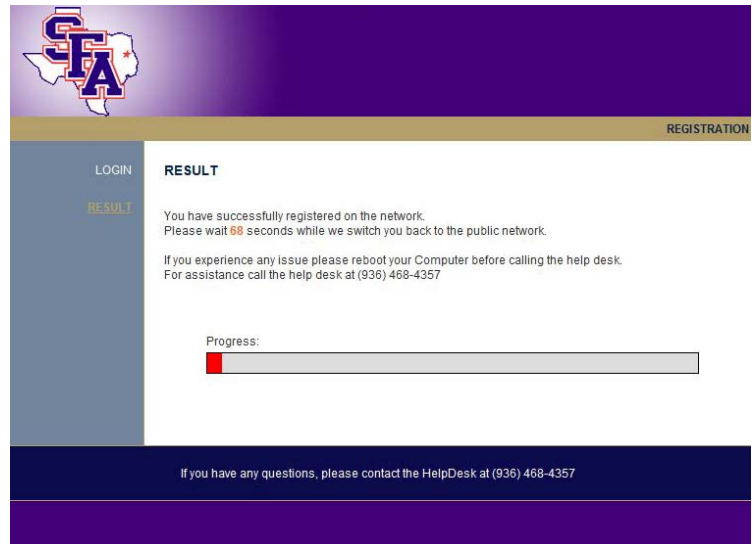 SFA
REGISTRATION
LOGIN
RESULT
RESULT
You have successfully registered on the network.
Please wait 68 seconds while we switch you back to the public network.
If you experience any issue please reboot your Computer before calling the help desk.
For assistance call the help desk at (936) 468-4357
Progress:
If you have any questions, please contact the HelpDesk at (936) 468-4357